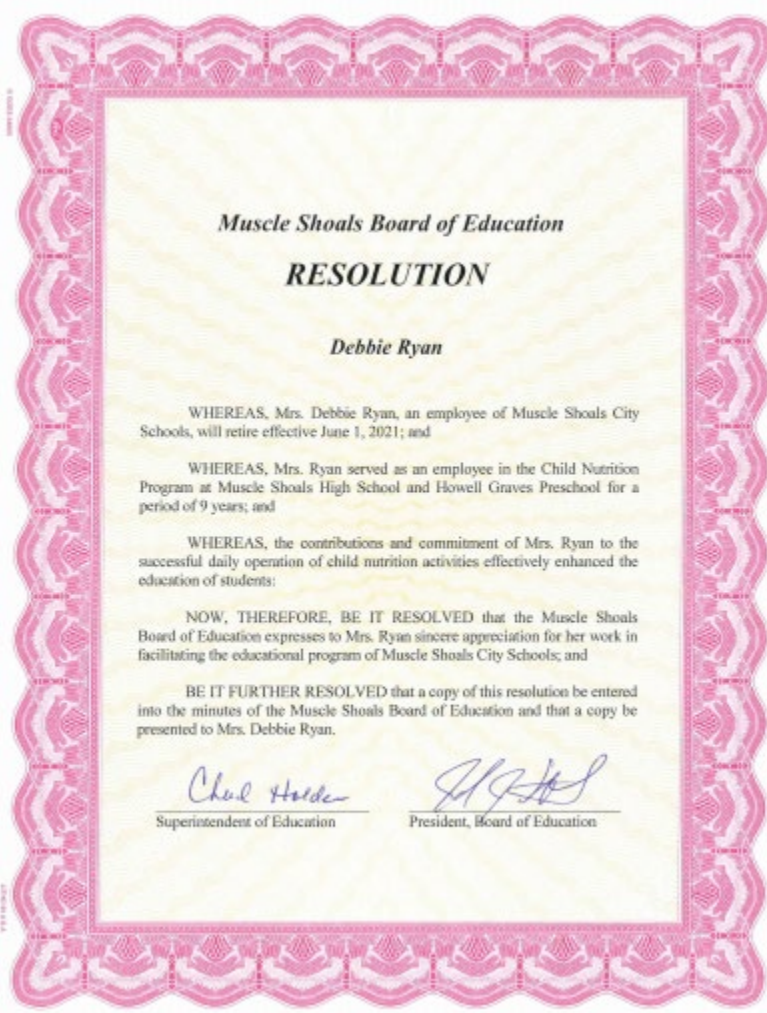 Muscle Shoals Board of Education
RESOLUTION
Debbie Ryan
WHEREAS, Mrs. Debbie Ryan, an employee of Muscle Shoals City
Schools, will retire effective June 1, 2021; and
WHEREAS, Mrs. Ryan served as an employee in the Child Nutrition
Program at Muscle Shoals High School and Howell Graves Preschool for a
period of 9 years; and
WHEREAS, the contributions and commitment of Mrs. Ryan to the
successful daily operation of child nutrition activities effectively enhanced the
education of students:
NOW, THEREFORE, BE IT RESOLVED that the Muscle Shoals
Board of Education expresses to Mrs. Ryan sincere appreciation for her work in
facilitating the educational program of Muscle Shoals City Schools; and
BE IT FURTHER RESOLVED that a copy of this resolution be entered
into the minutes of the Muscle Shoals Board of Education and that a copy be
presented to Mrs. Debbie Ryan.
Chad Holden
Superintendent of Education
President, Board of Education